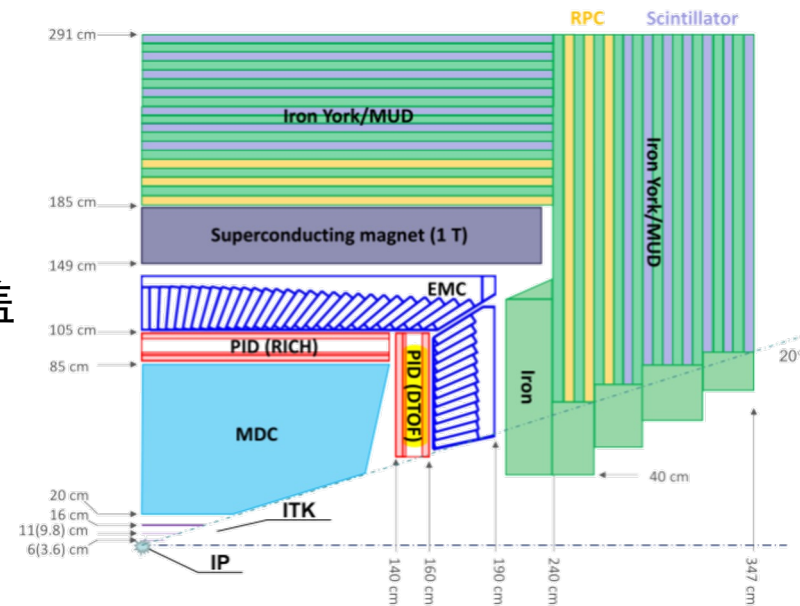 RPC Scintillator
291 cm
Iron York/MUD
Iron York/MUD
185 cm
Superconducting magnet (1 T)
149 cm
EMC
105 cm
PID (RICH)
85 cm
PID (DTOF)
Iron
20°
MDC
40 cm
20 cm
16 cm
ITK
11(9.8) cm
6(3.6) cm
IP
140 cm
160 cm
190 cm
240 cm
347 cm